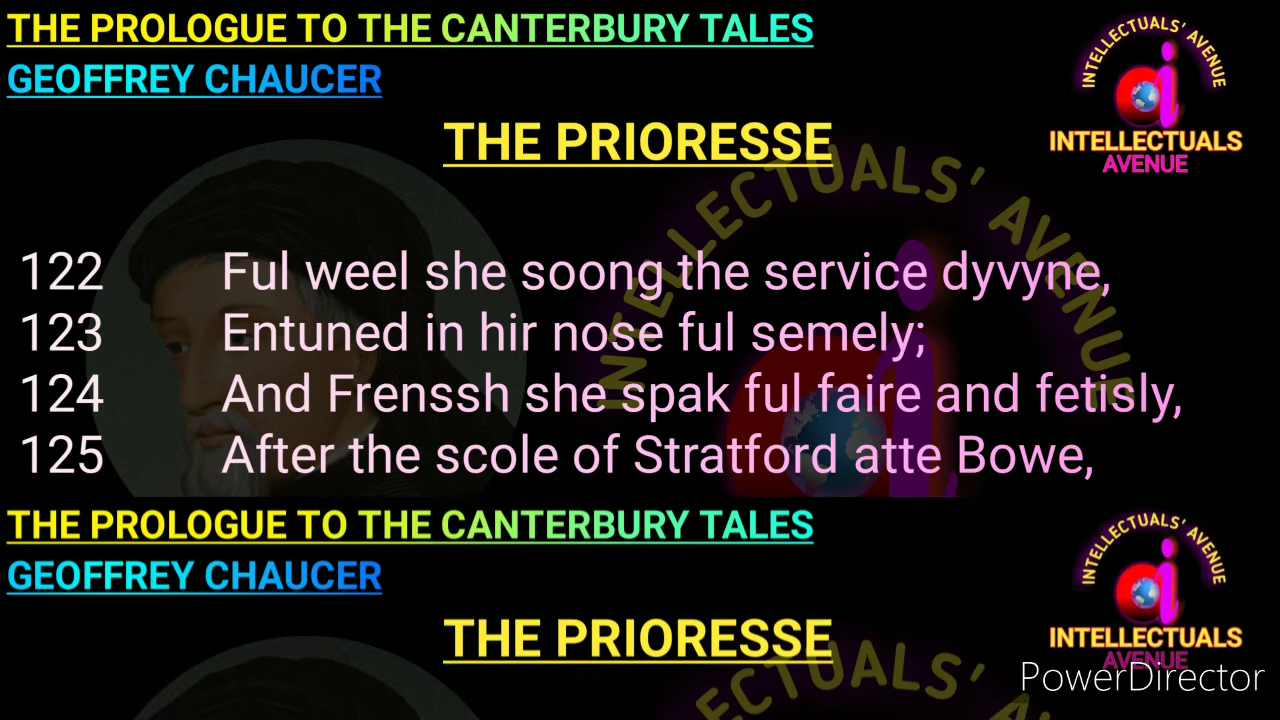 THE PROLOGUE TO THE CANTERBURY TALES
GEOFFREY CHAUCER
INTELLECTUALS' AVENUE
INTELLECTUALS
AVENUE
THE PRIORESSE
INTELLECTUALS' AVENUE
122 Ful weel she soong the service dyvyne,
123 Entuned in hir nose ful semely;
124 And Frenssh she spak ful faire and fetisly,
125 After the scole of Stratford atte Bowe,
THE PROLOGUE TO THE CANTERBURY TALES
GEOFFREY CHAUCER
INTELLECTUALS' AVENUE
INTELLECTUALS
AVENUE
THE PRIORESSE
PowerDirector